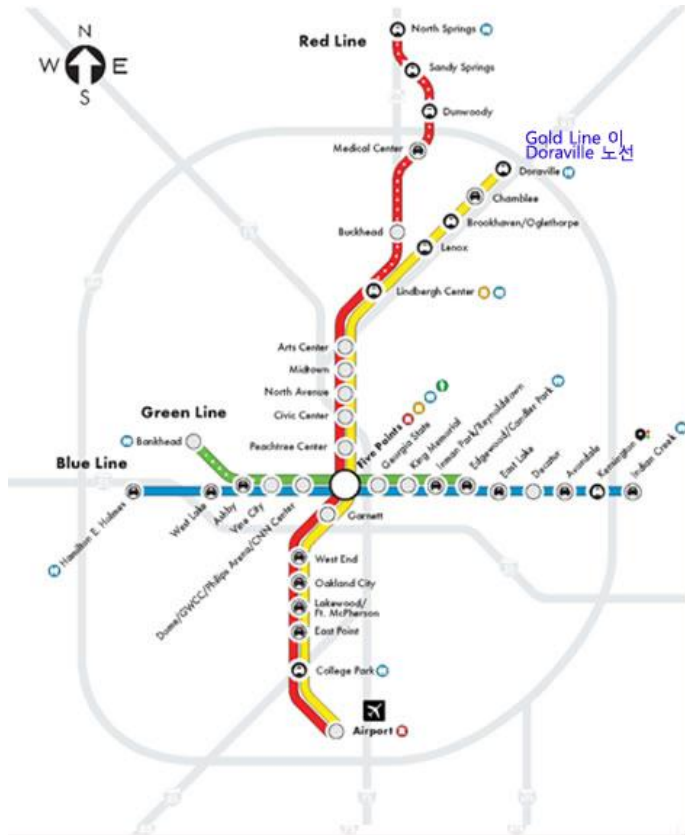 N
W E
S
Red Line
North Springs
Sandy Springs
Dunwoody
Medical Center
Gold Line 이
Doraville 노선
Doraville
Chamblee
Brookhaven/Oglethorpe
Buckhead
Lenox
Lindbergh Center
Arts Center
Midtown
North Avenue
Civic Center
Peachtree Center
Green Line
Bankhead
Blue Line
Hamilton E. Holmes
West Lake
Ashby
Vine City
Dome/GWCC/Philips Arena/CNN Center
Five Points
Georgia State
King Memorial
Inman Park/Reynoldstown
Edgewood/Candler Park
East Lake
Decatur
Avondale
Kensington
Indian Creek
Garnett
West End
Oakland City
Lakewood/
Ft. McPherson
East Point
College Park
Airport